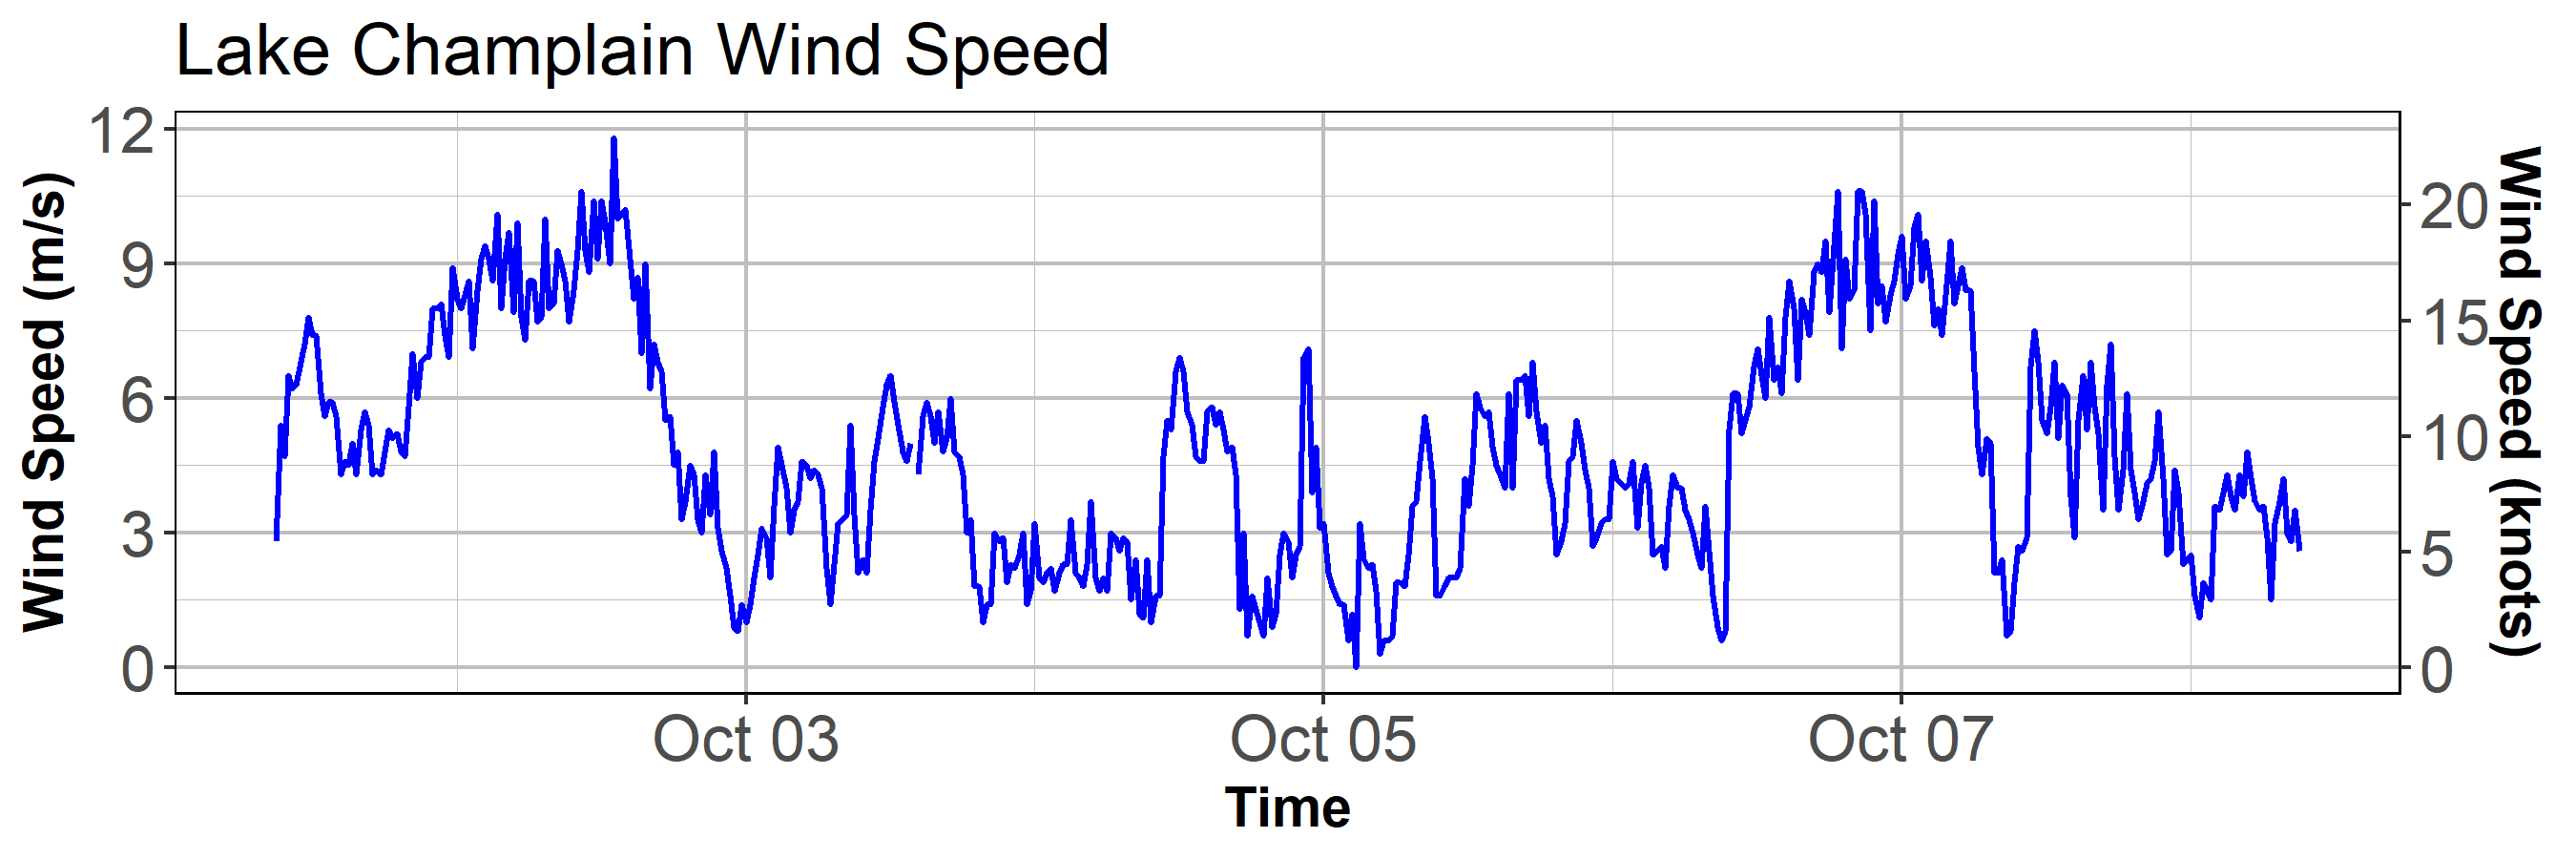 Lake Champlain Wind Speed
Wind Speed (m/s)
12
9
6
3
0
20
15
10
5
0
Wind Speed (knots)
Oct 03
Oct 05
Oct 07
Time